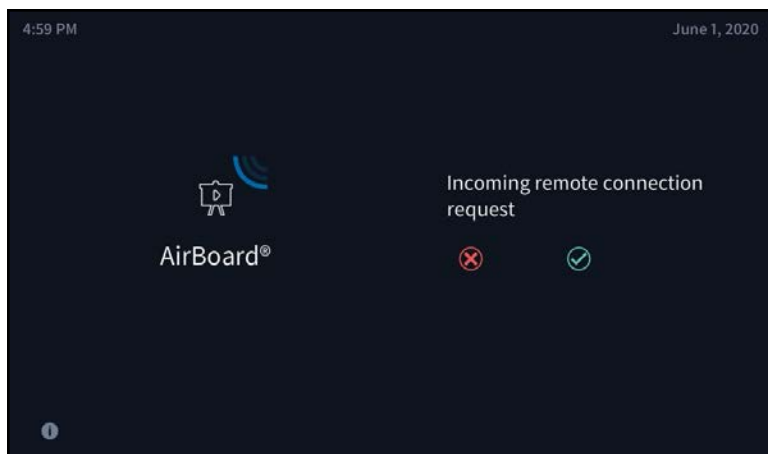 4:59 PM
June 1, 2020
Incoming remote connection
request
AirBoard®